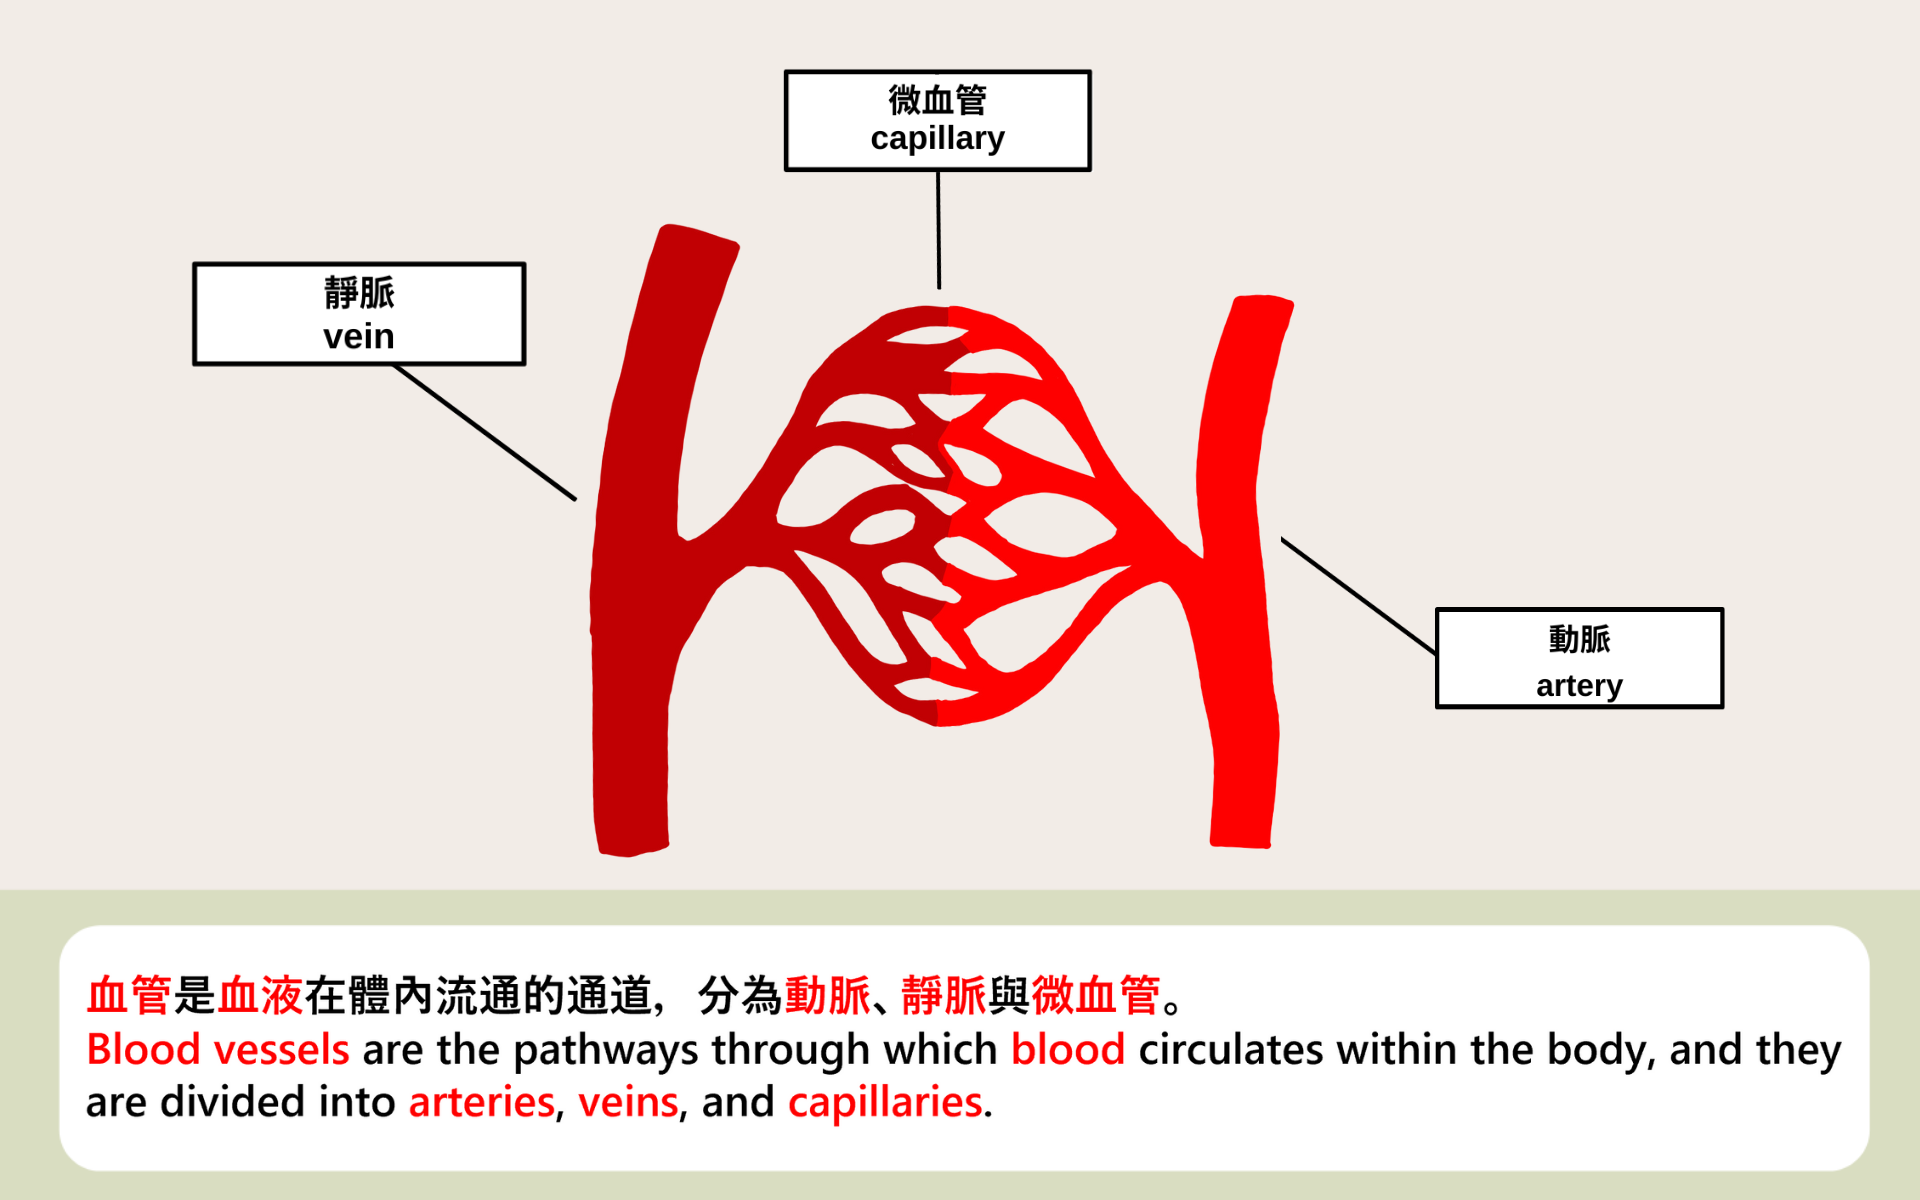 微血管
capillary
靜脈
vein
動脈
artery
血管是血液在體內流通的通道，分為動脈、靜脈與微血管。
Blood vessels are the pathways through which blood circulates within the body, and they
are divided into arteries, veins, and capillaries.